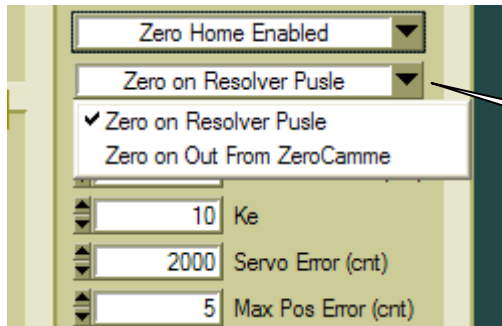 Zero Home Enabled
Zero on Resolver Pusle
Zero on Resolver Pusle
Zero on Out From ZeroCamme
10 Ke
2000 Servo Error (cnt)
5 Max Pos Error (cnt)